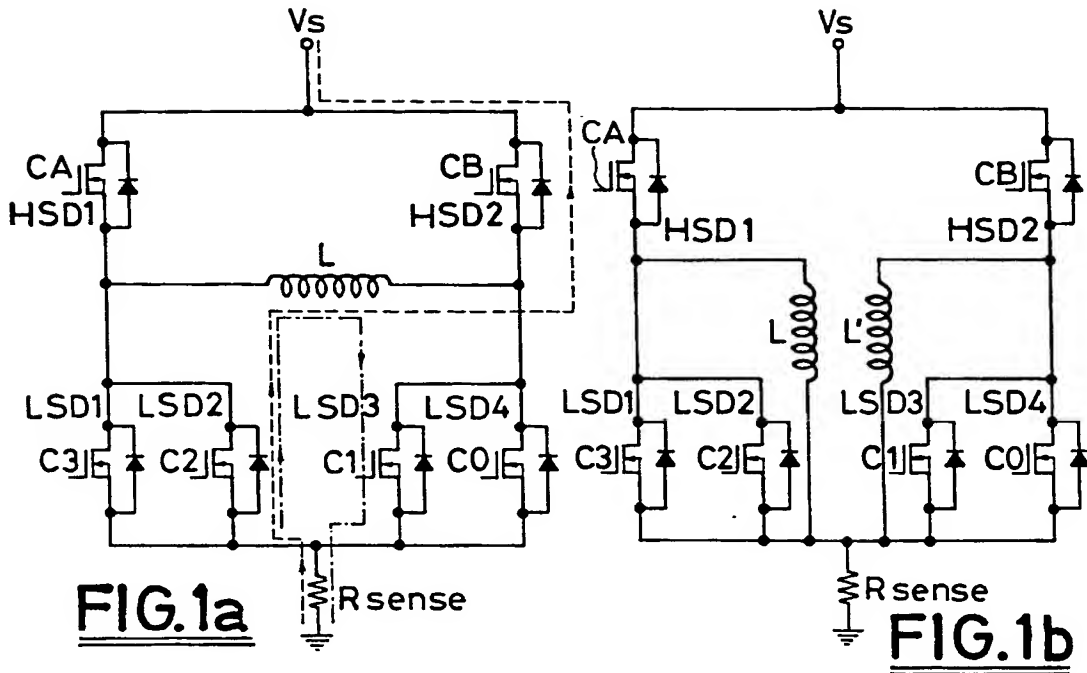 Vs
CA
HSD1
CB
HSD2
L
LSD1
LSD2
LSD3
LSD4
C3
C2
C1
C0
Rsense
FIG.1a
Vs
CA
HSD1
CB
HSD2
L
L'
LSD1
LSD2
LSD3
LSD4
C3
C2
C1
C0
Rsense
FIG.1b